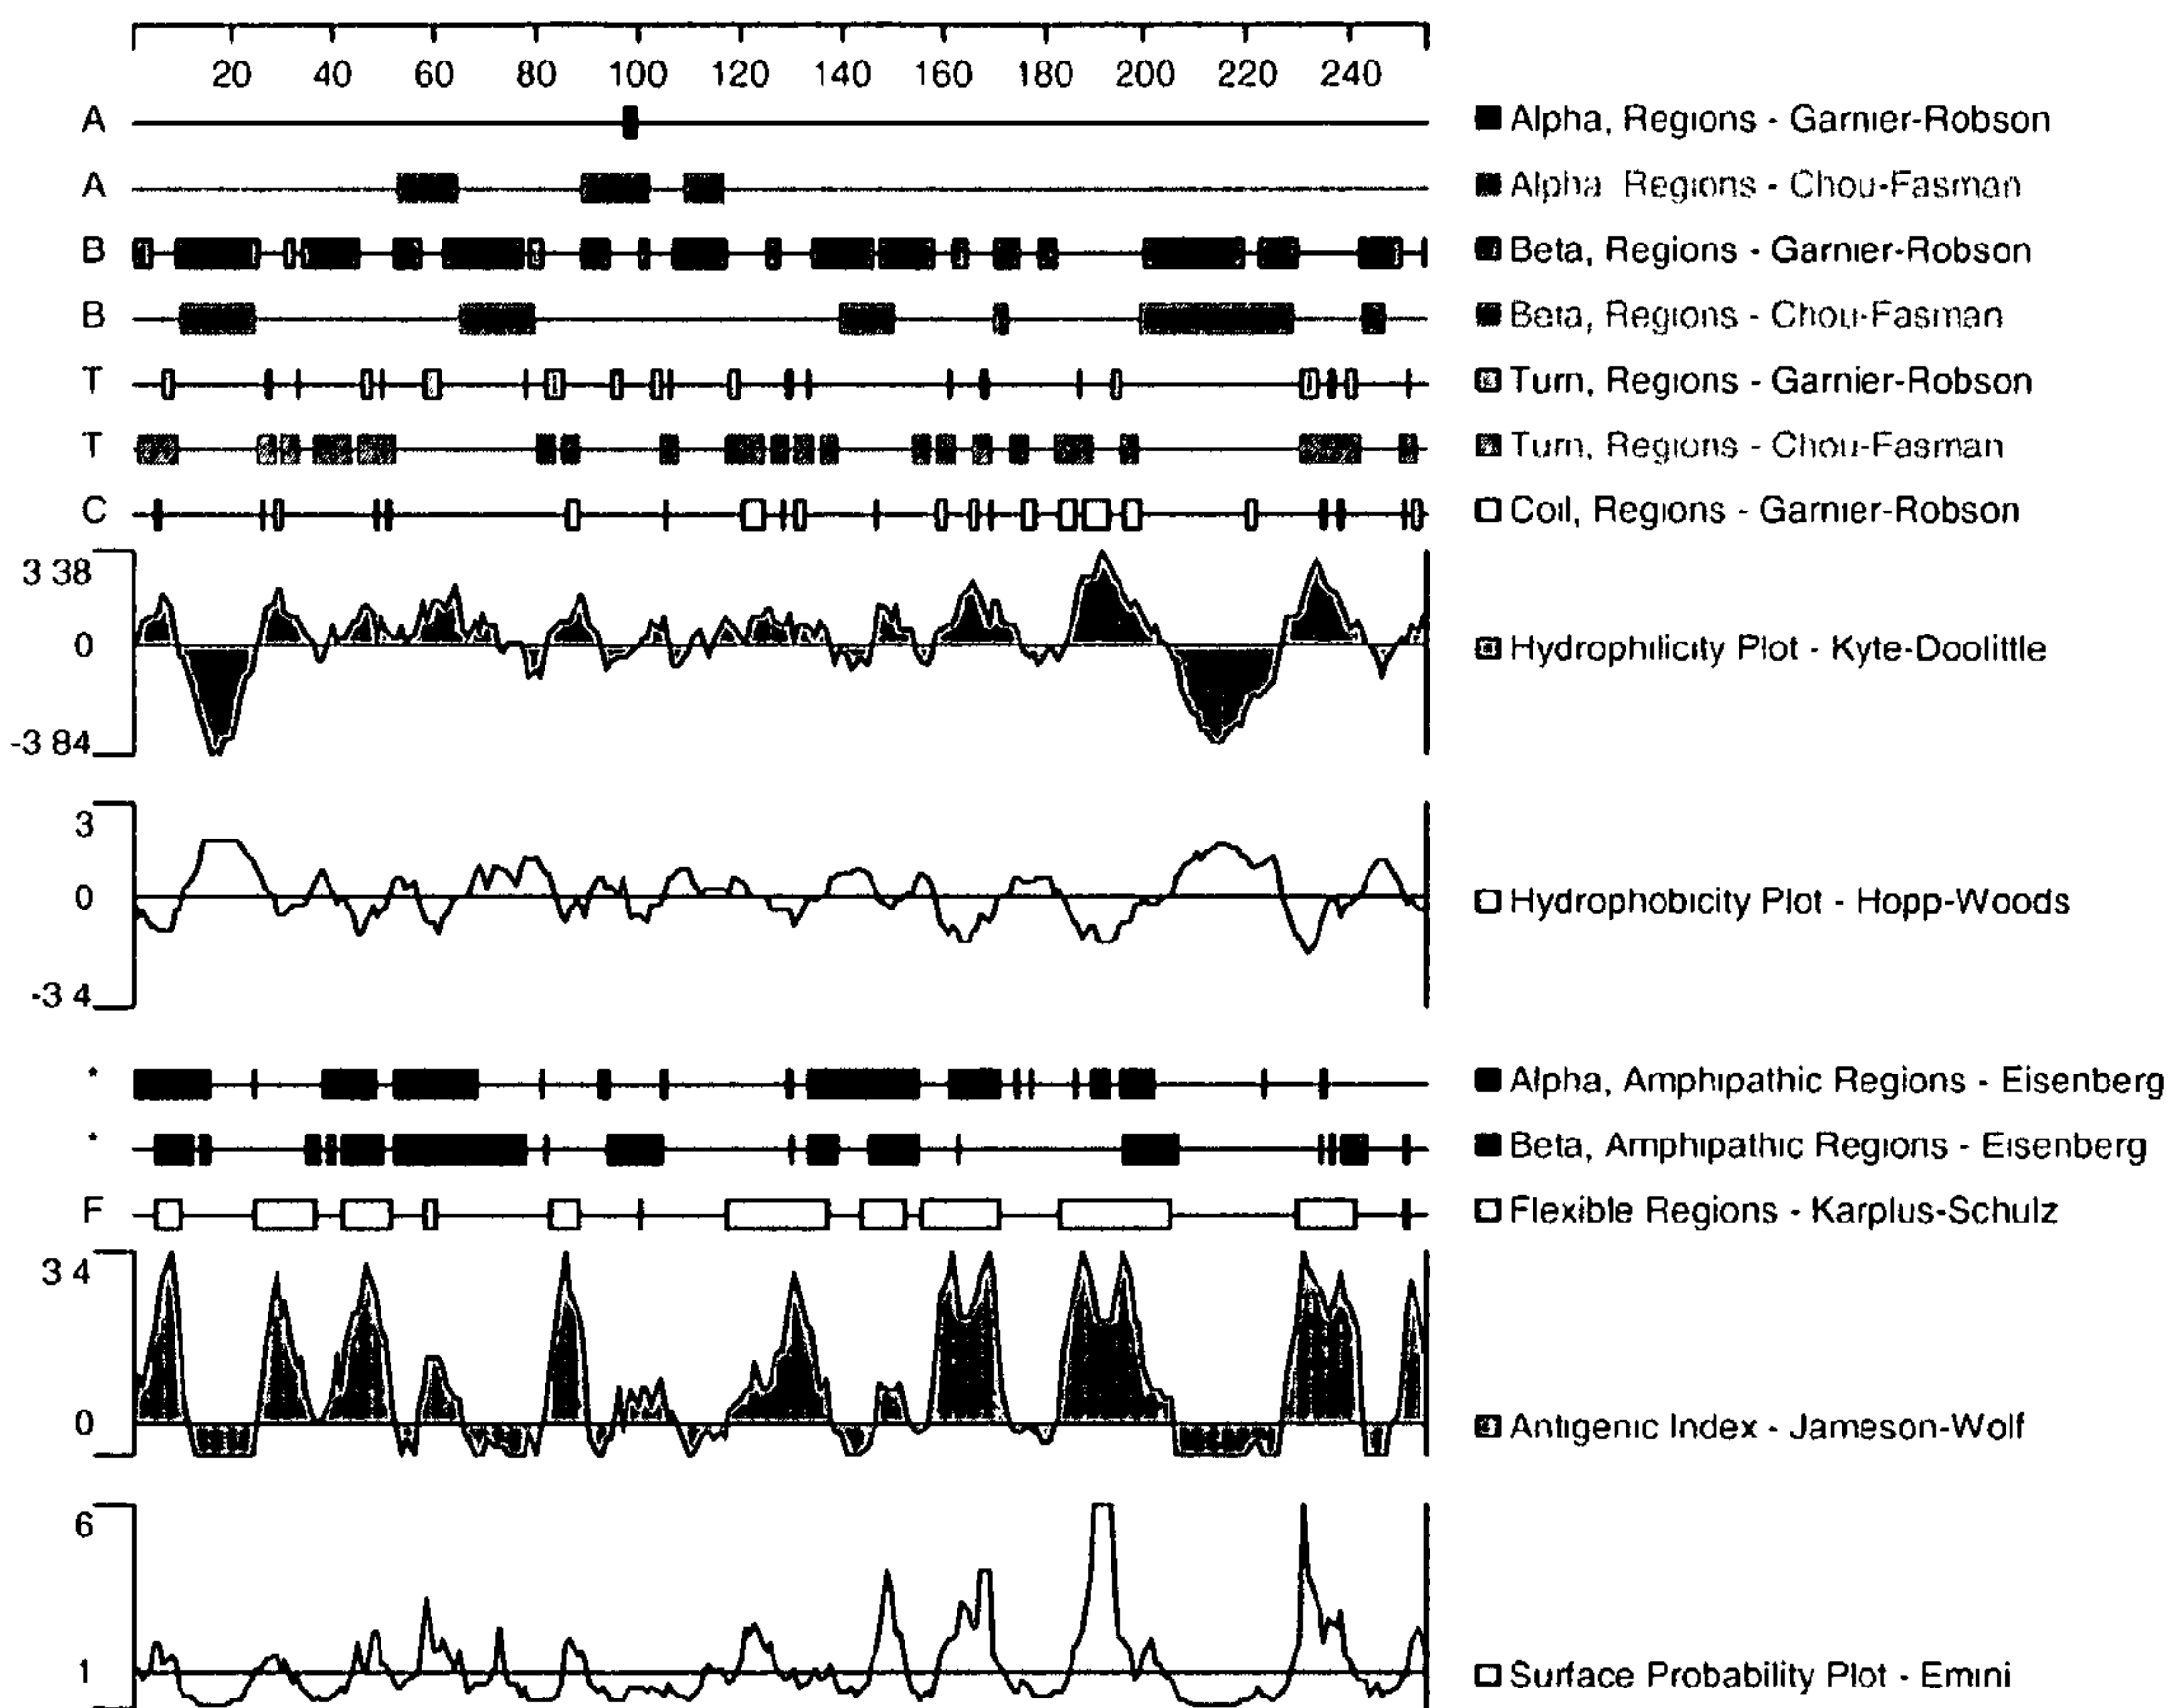 20 40 60 80 100 120 140 160 180 200 220 240
A Alpha, Regions - Garnier-Robson
A Alpha Regions - Chou-Fasman
B Beta, Regions - Garnier-Robson
B Beta, Regions - Chou-Fasman
T Turn, Regions - Garnier-Robson
T Turn, Regions - Chou-Fasman
C Coil, Regions - Garnier-Robson
3 38
0 Hydrophilicity Plot - Kyte-Doolittle
-3 84
3
0 Hydrophobicity Plot - Hopp-Woods
-3 4
* Alpha, Amphipathic Regions - Eisenberg
* Beta, Amphipathic Regions - Eisenberg
F Flexible Regions - Karplus-Schulz
3 4
0 Antigenic Index - Jameson-Wolf
6
1 Surface Probability Plot - Emini